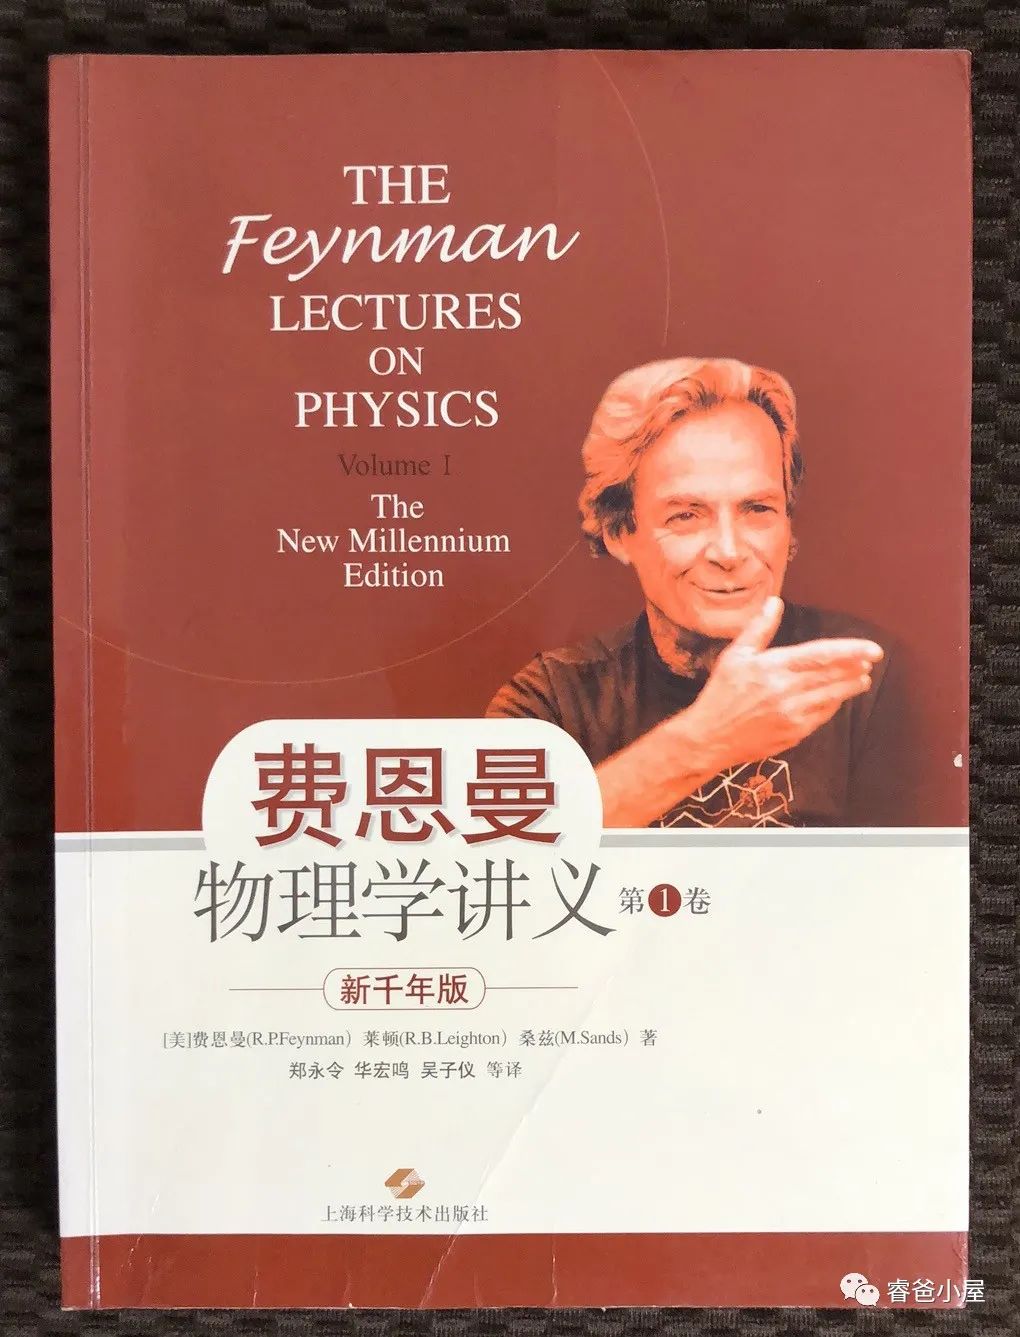 THE
Feynman
LECTURES
ON
PHYSICS
Volume I
The
New Millennium
Edition
费恩曼
物理学讲义 第1卷
新千年版
[美]费恩曼(R.P.Feynman) 莱顿(R.B.Leighton) 桑兹(M.Sands) 著
郑永令 华宏鸣 吴子仪 等译
上海科学技术出版社
睿爸小屋